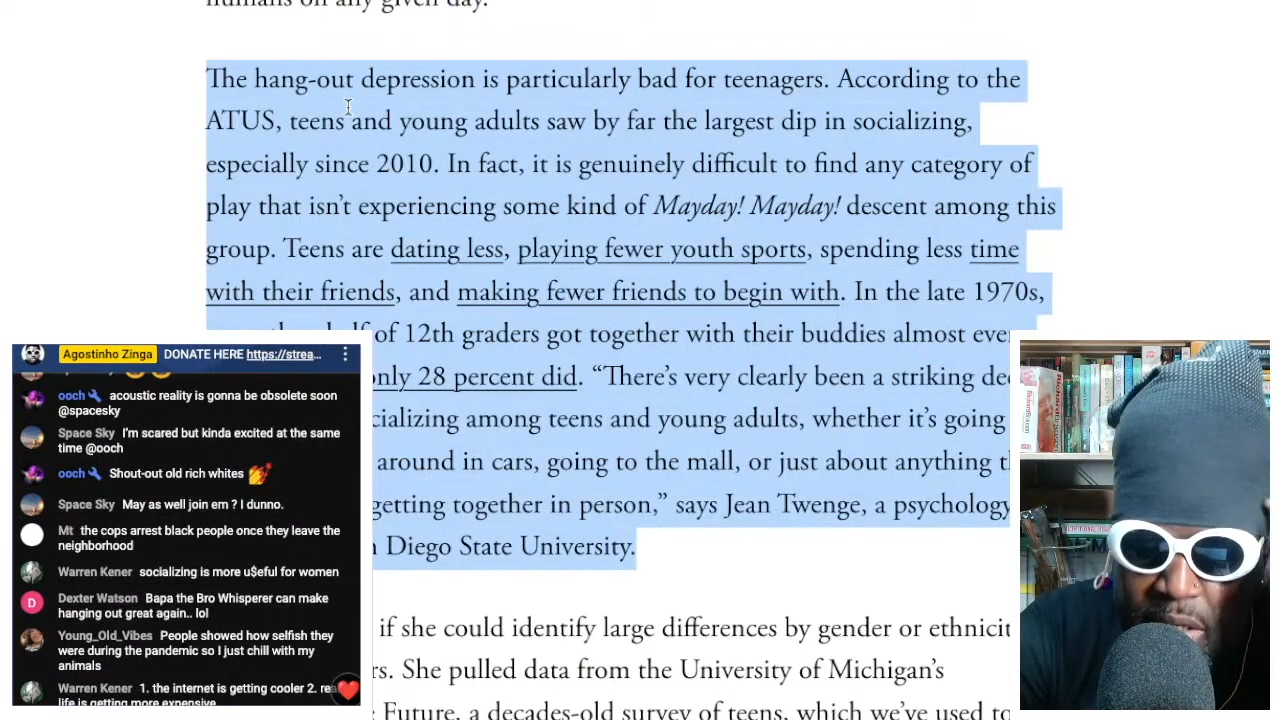 humans on any given day.
The hang-out depression is particularly bad for teenagers. According to the
ATUS, teens and young adults saw by far the largest dip in socializing,
especially since 2010. In fact, it is genuinely difficult to find any category of
play that isn’t experiencing some kind of Mayday! Mayday! descent among this
group. Teens are dating less, playing fewer youth sports, spending less time
with their friends, and making fewer friends to begin with. In the late 1970s,
of 12th graders got together with their buddies almost
only 28 percent did. “There’s very clearly been a striking
socializing among teens and young adults, whether it’s going
around in cars, going to the mall, or just about anything
getting together in person,” says Jean Twenge, a psychology
Diego State University.
if she could identify large differences by gender or
She pulled data from the University of Michigan’s
Future, a decades-old survey of teens, which we’ve used to
Agostinho Zinga DONATE HERE https://strea...
ooch acoustic reality is gonna be obsolete soon
@spacesky
Space Sky I’m scared but kinda excited at the same
time @ooch
ooch Shout-out old rich whites
Space Sky May as well join em ? I dunno.
Mt the cops arrest black people once they leave the
neighborhood
Warren Kener socializing is more u$eful for women
Dexter Watson Bapa the Bro Whisperer can make
hanging out great again.. lol
Young_Old_Vibes People showed how selfish they
were during the pandemic so I just chill with my
animals
Warren Kener 1. the internet is getting cooler 2. real
life is getting more expensive